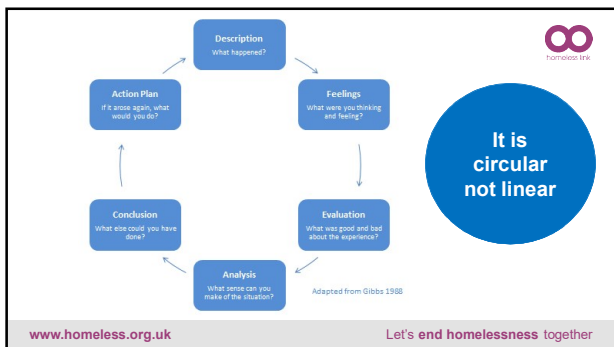 Description
What happened?
homeless link
Action Plan
If it arose again, what
would you do?
Feelings
What were you thinking
and feeling?
It is
circular
not linear
Conclusion
What else could you have
done?
Evaluation
What was good and bad
about the experience?
Analysis
What sense can you
make of the situation?
Adapted from Gibbs 1988
www.homeless.org.uk
Let's end homelessness together